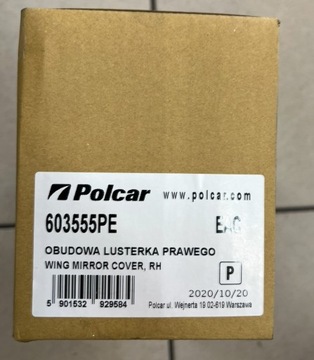 Polcar www.polcar.com
603555PE EAC
OBUDOWA LUSTERKA PRAWEGO
WING MIRROR COVER, RH
P
2020/10/20
5 901532 929584
Polcar ul. Wejnerta 19 02-619 Warszawa